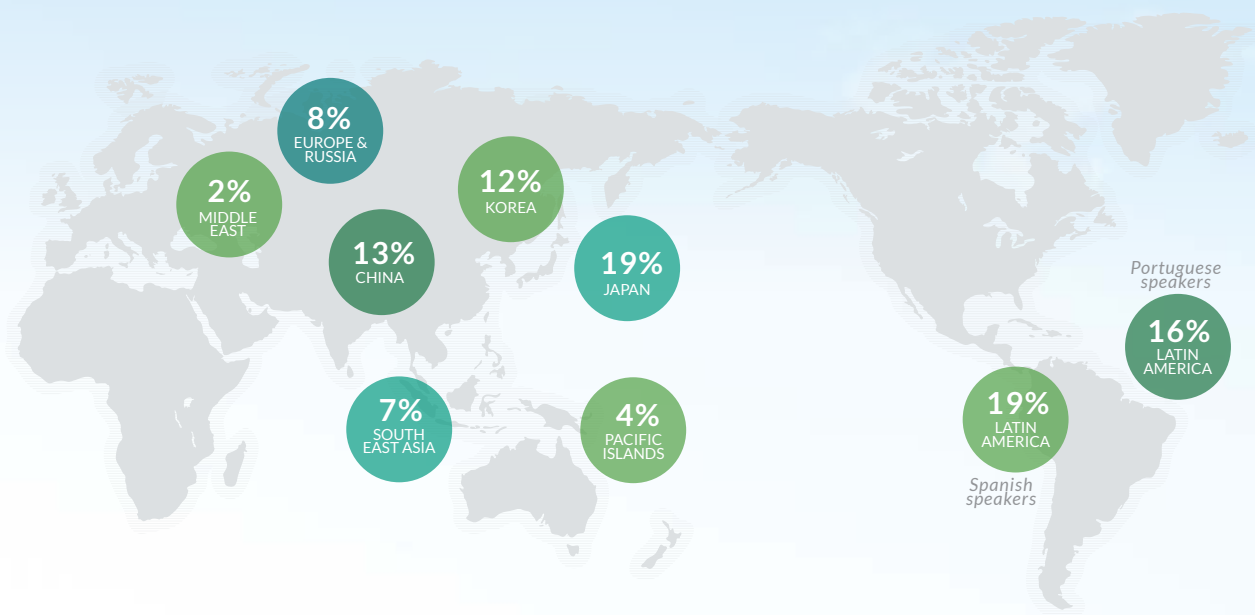 8%
EUROPE &
RUSSIA
2%
MIDDLE
EAST
12%
KOREA
13%
CHINA
19%
JAPAN
7%
SOUTH
EAST ASIA
4%
PACIFIC
ISLANDS
Portuguese
speakers
16%
LATIN
AMERICA
19%
LATIN
AMERICA
Spanish
speakers